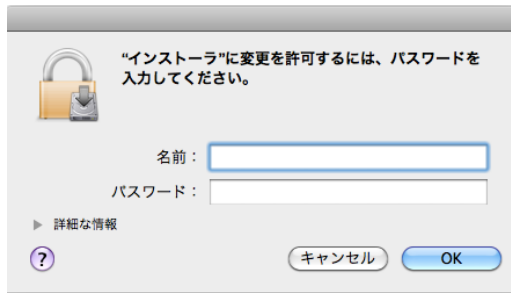 “インストーラ”に変更を許可するには、パスワードを
入力してください。
名前：
パスワード：
詳細な情報
?
キャンセル
OK